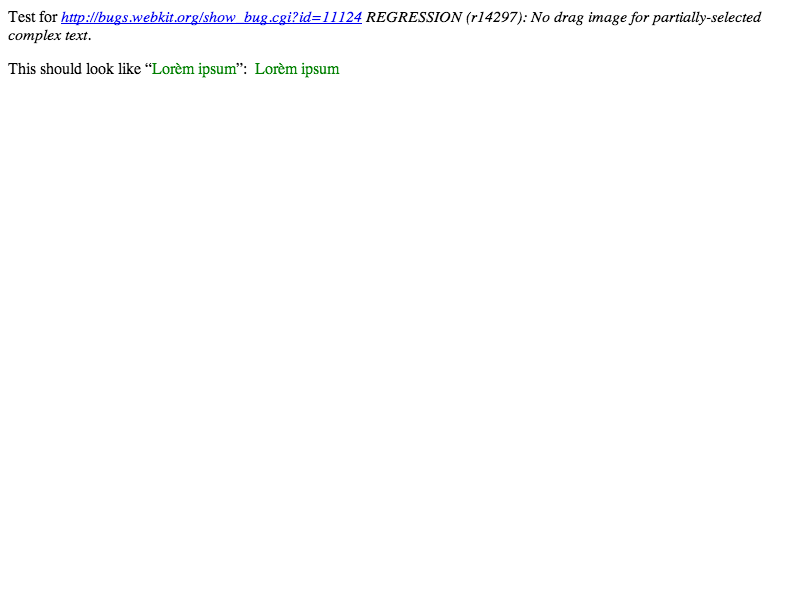 Test for http://bugs.webkit.org/show_bug.cgi?id=11124 REGRESSION (r14297): No drag image for partially-selected
complex text.
This should look like “Lorèm ipsum”: Lorèm ipsum